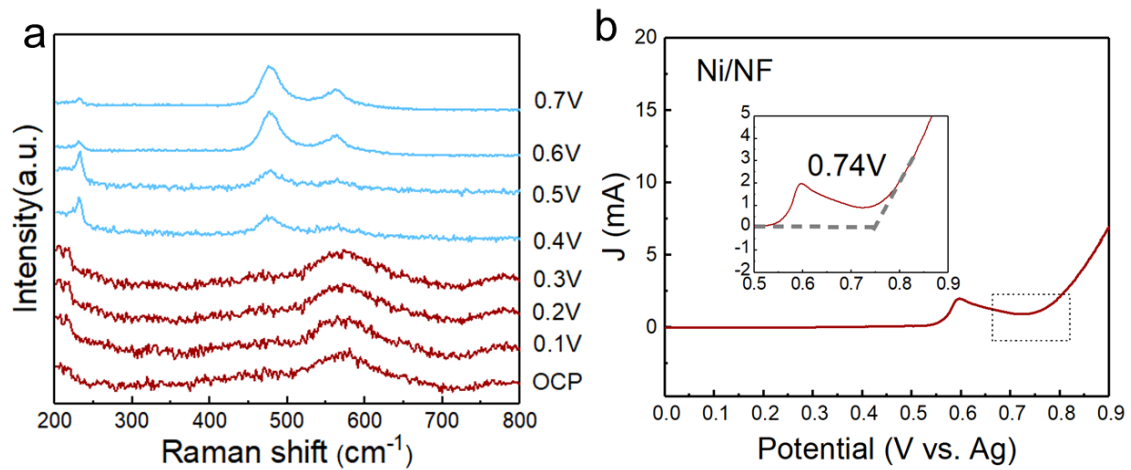 a
Intensity(a.u.)
0.7V
0.6V
0.5V
0.4V
0.3V
0.2V
0.1V
OCP
200 300 400 500 600 700 800
Raman shift (cm⁻¹)
b
Ni/NF
J (mA)
20
15
10
5
0
0.0 0.1 0.2 0.3 0.4 0.5 0.6 0.7 0.8 0.9
Potential (V vs. Ag)
0.74V
5
4
3
2
1
0
-1
-2
0.5 0.6 0.7 0.8 0.9